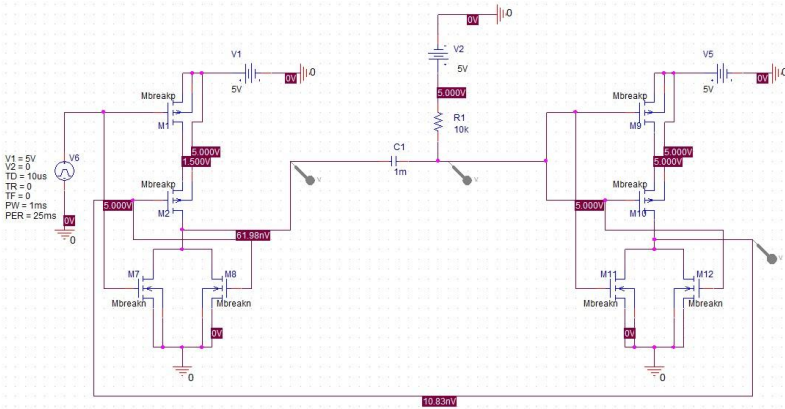 0V
0
V1
V2
V5
0V
0
0V
0
5V
5V
5V
Mbreakp
Mbreakp
5.000V
M1
M9
R1
10k
V1 = 5V
V2 = 0
TD = 10us
TR = 0
TF = 0
PW = 1ms
PER = 25ms
V6
5.000V
1.500V
C1
1m
5.000V
5.000V
Mbreakp
Mbreakp
V
V
5.000V
M2
5.000V
M10
0V
0
61.98nV
V
M7
M8
M11
M12
Mbreakn
Mbreakn
Mbreakn
Mbreakn
0V
0V
0
0
10.83nV